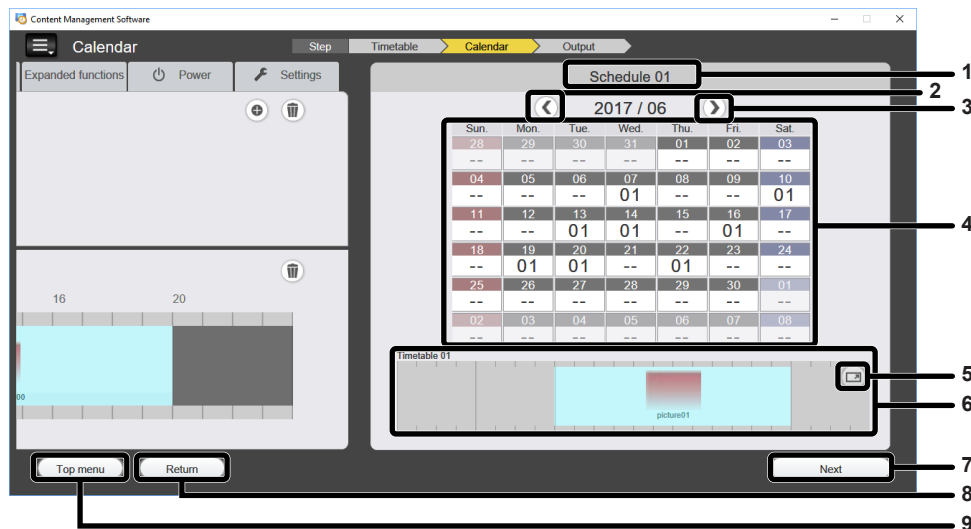 Content Management Software
Calendar
Step Timetable Calendar Output
Expanded functions Power Settings
Schedule 01
1
2
2017 / 06
3
Sun. Mon. Tue. Wed. Thu. Fri. Sat.
28 29 30 31 01 02 03
-- -- -- -- -- -- --
04 05 06 07 08 09 10
-- -- -- 01 -- -- 01
11 12 13 14 15 16 17
-- -- 01 01 -- 01 --
4
18 19 20 21 22 23 24
-- 01 01 -- 01 -- --
25 26 27 28 29 30 01
-- -- -- -- -- -- --
02 03 04 05 06 07 08
-- -- -- -- -- -- --
16 20
00
Timetable 01
picture01
5
6
Top menu Return Next
7
8
9